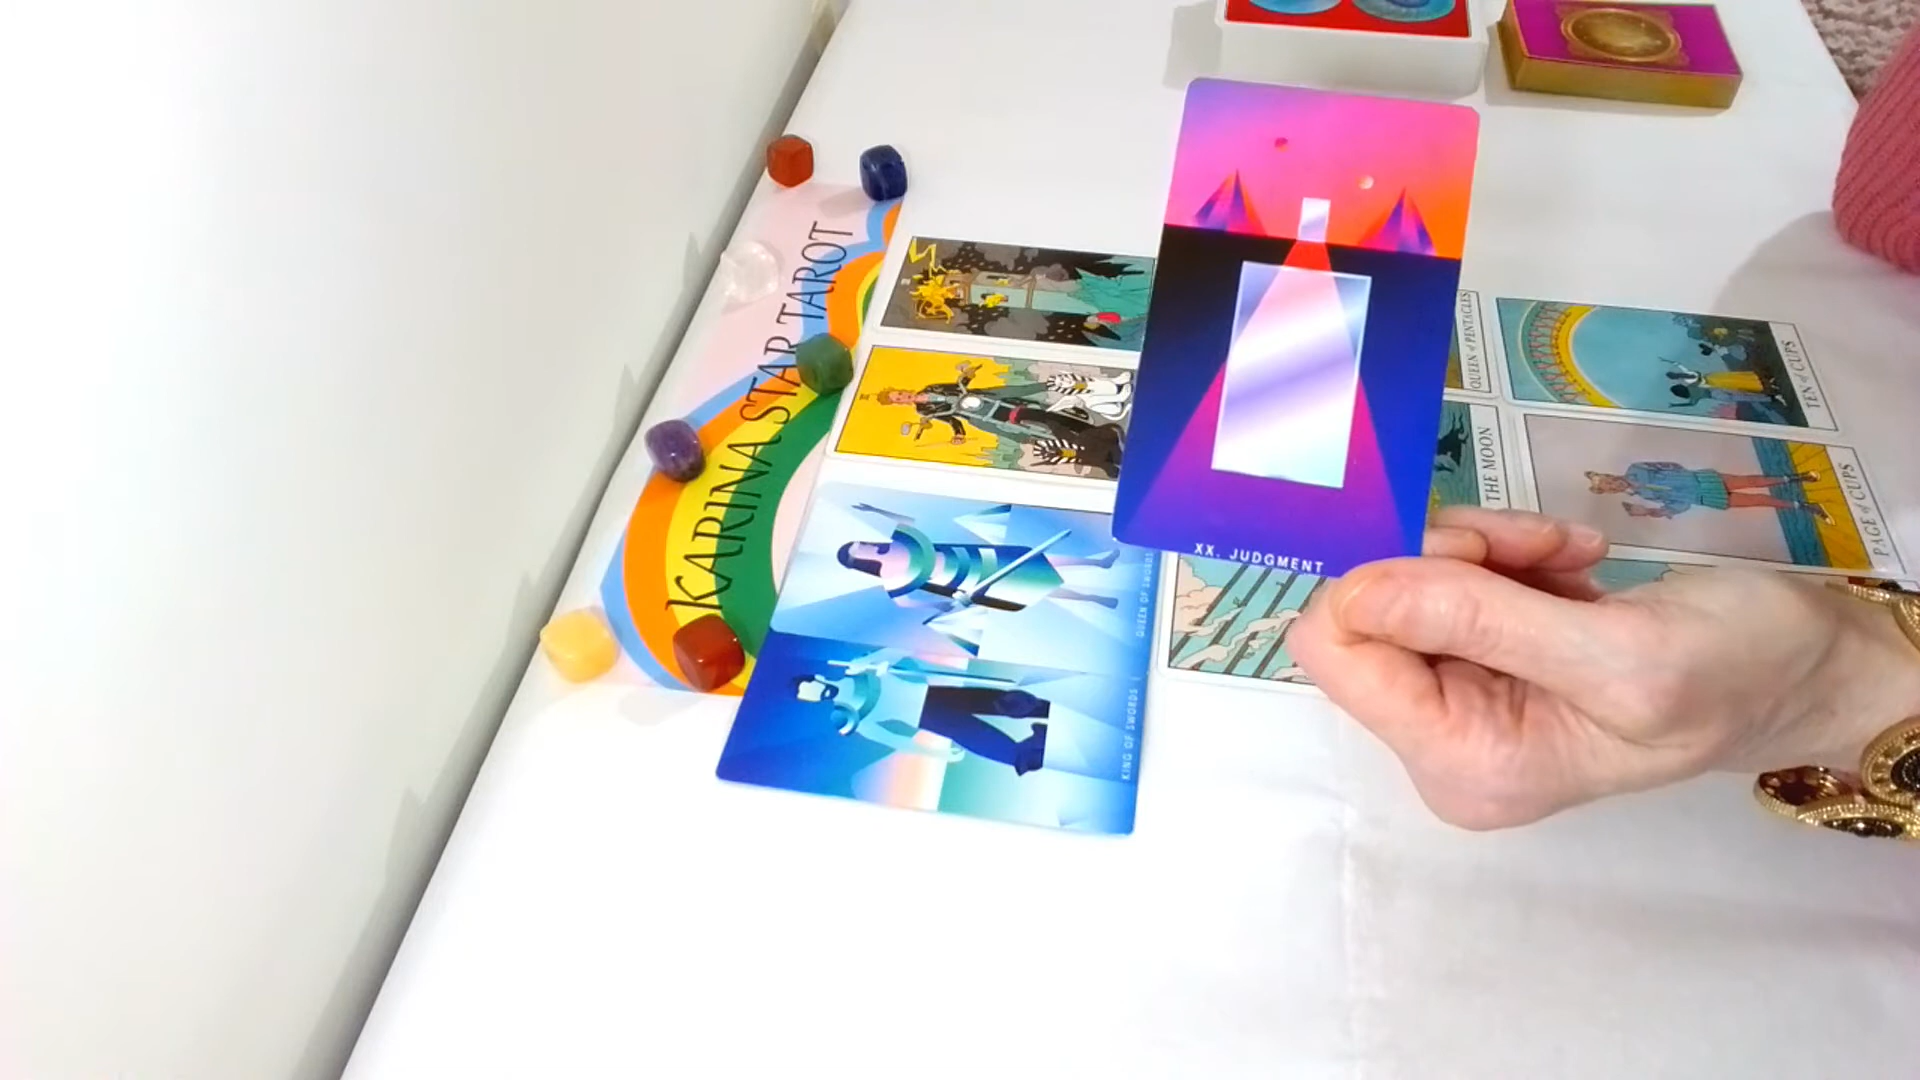 KARINA STAR TAROT
XX. JUDGMENT
QUEEN of PENTACLES
TEN of CUPS
THE MOON
PAGE of CUPS
QUEEN OF SWORDS
KING OF SWORDS